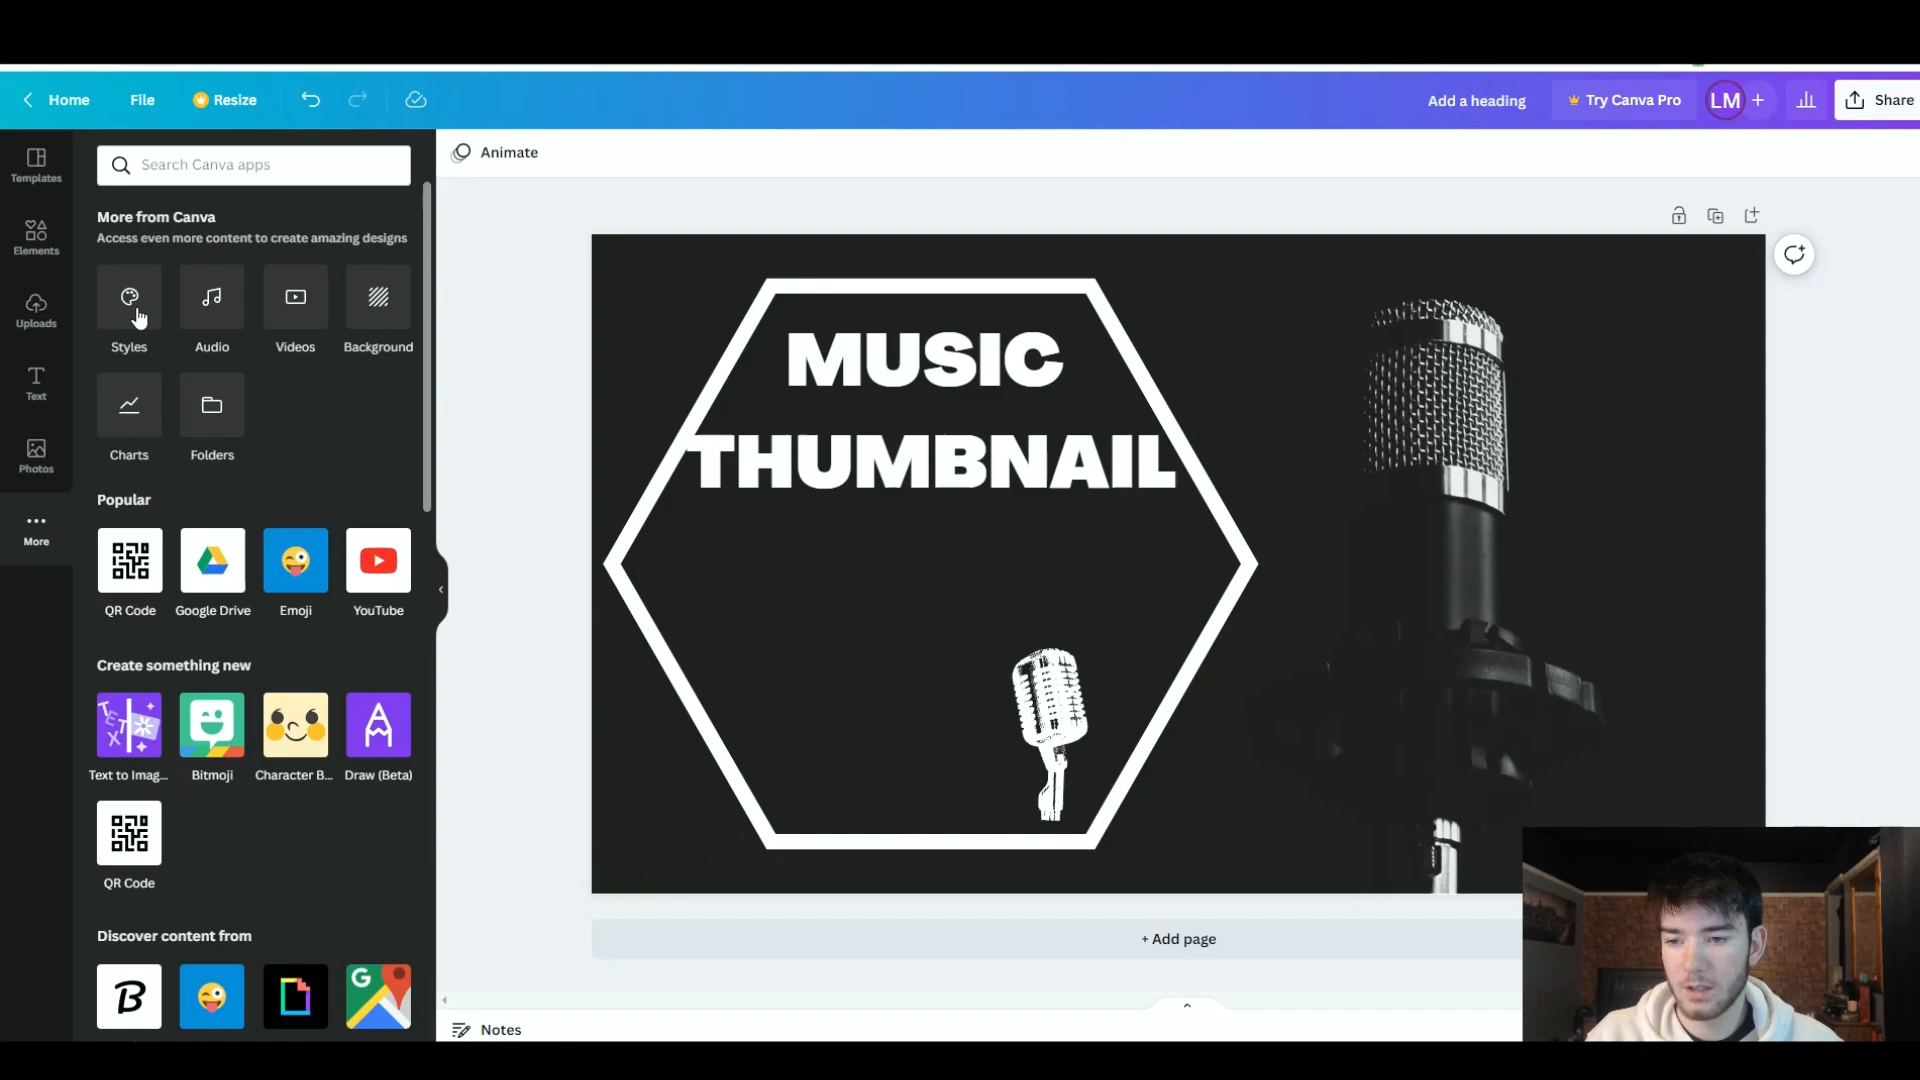 Home File Resize Add a heading Try Canva Pro LM + Share
Templates
Elements
Uploads
Text
Photos
More
Search Canva apps
More from Canva
Access even more content to create amazing designs
Styles Audio Videos Background
Charts Folders
Popular
QR Code Google Drive Emoji YouTube
Create something new
TEXT
Text to Imag... Bitmoji Character B... Draw (Beta)
QR Code
Discover content from
B G
Animate
MUSIC
THUMBNAIL
+ Add page
Notes